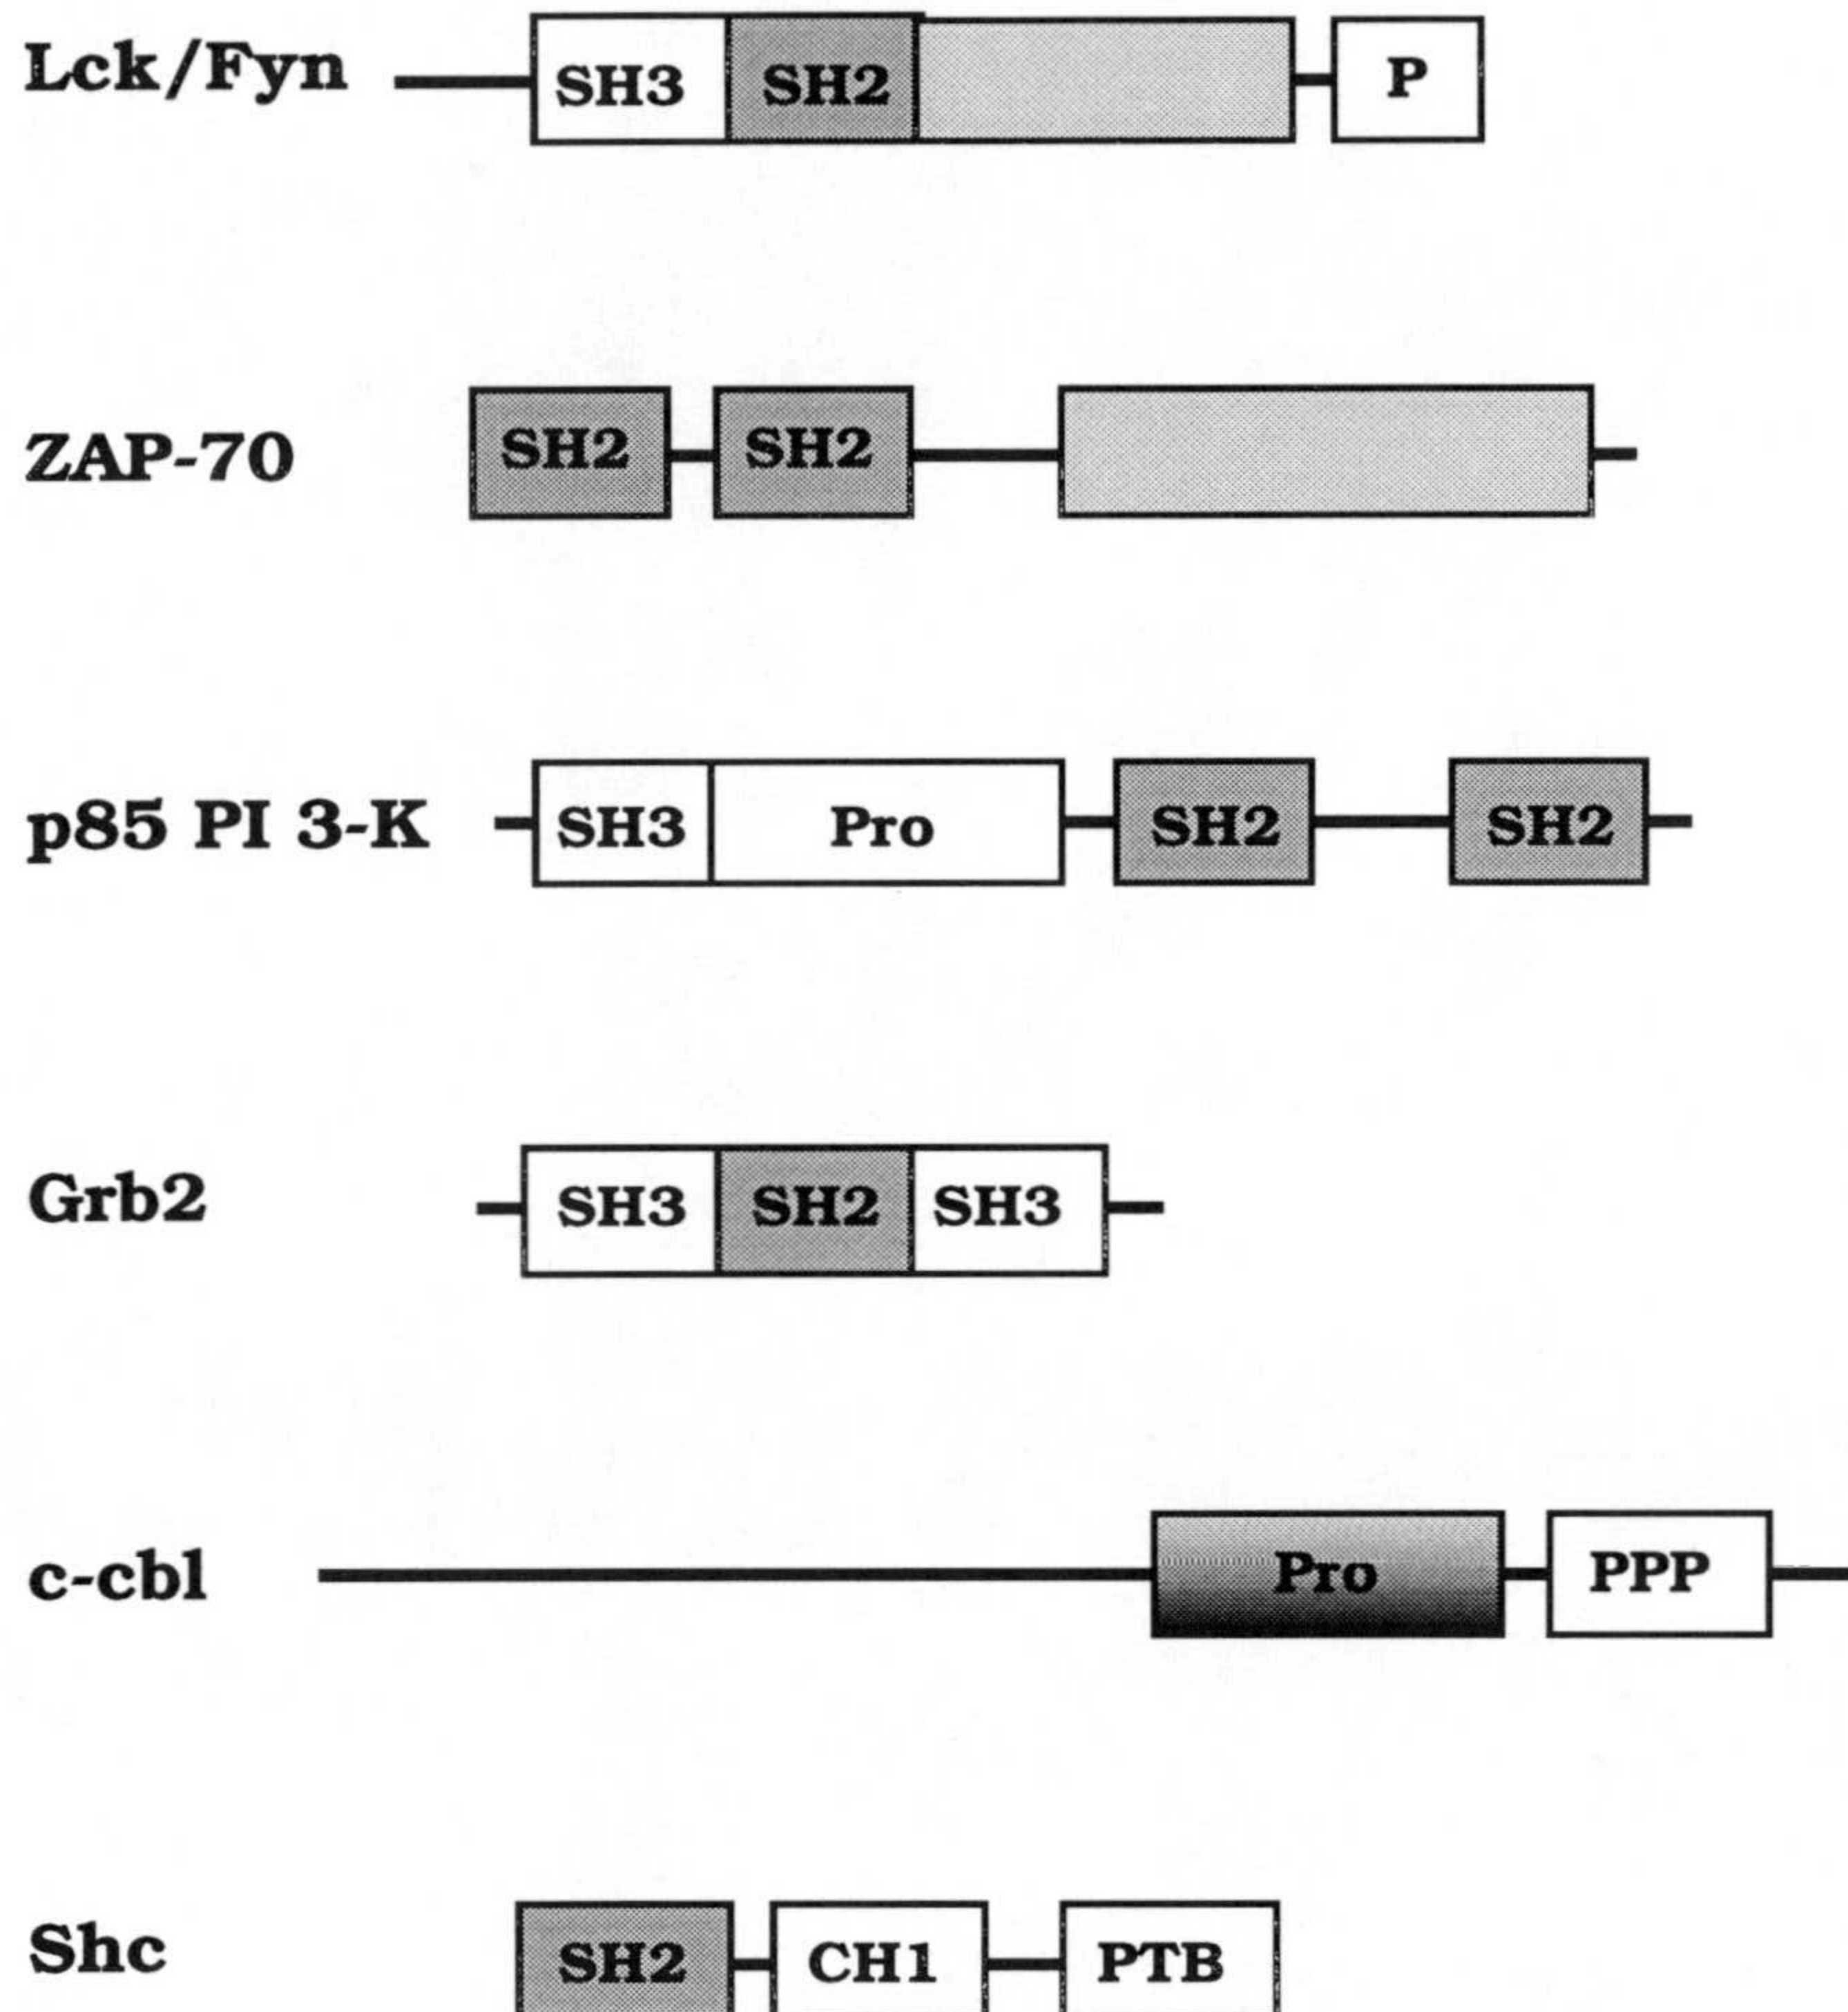 Lck/Fyn SH3 SH2 P
ZAP-70 SH2 SH2
p85 PI 3-K SH3 Pro SH2 SH2
Grb2 SH3 SH2 SH3
c-cbl Pro PPP
Shc SH2 CH1 PTB